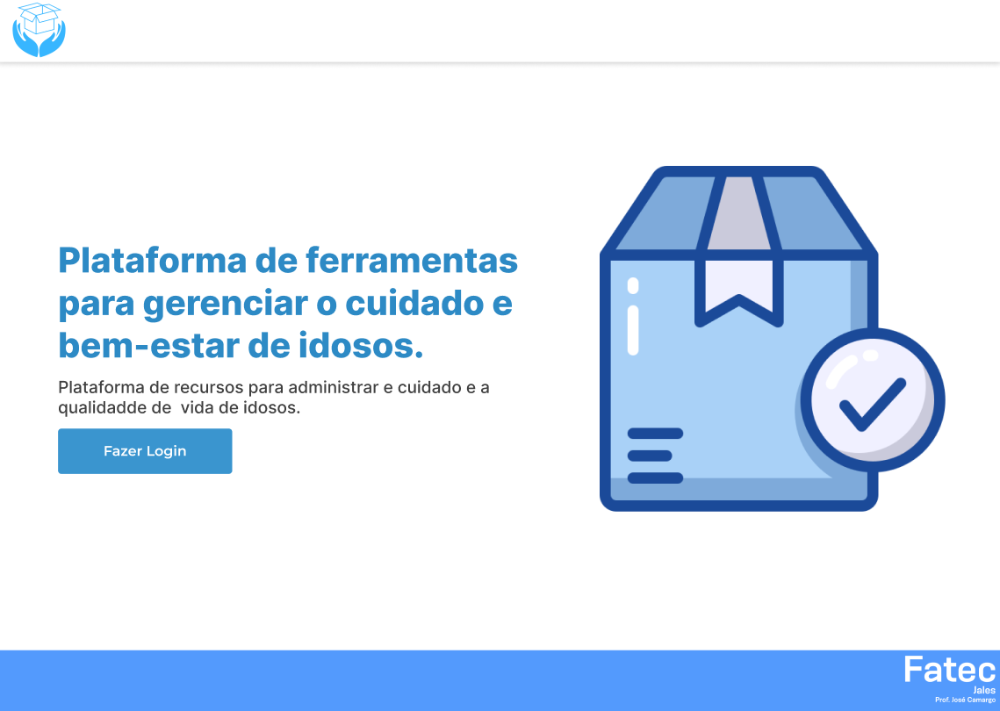 Plataforma de ferramentas
para gerenciar o cuidado e
bem-estar de idosos.
Plataforma de recursos para administrar e cuidado e a
qualidadde de  vida de idosos.
Fazer Login
Fatec
Jales
Prof. José Camargo